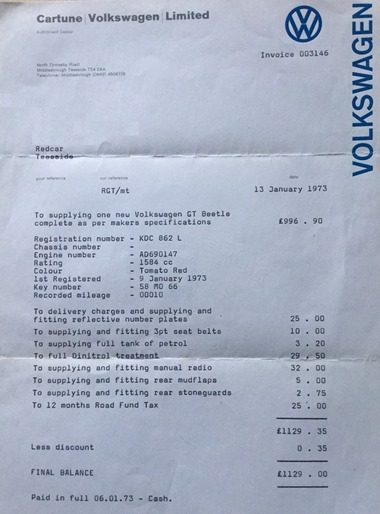 Cartune Volkswagen Limited
Authorised Dealer
VOLKSWAGEN
Invoice 003146
North Ormesby Road
Middlesbrough Teesside TS4 2AA
Redcar
Teesside
your reference our reference date
RGT/mt 13 January 1973
To supplying one new Volkswagen GT Beetle
complete as per makers specifications £996 . 90
Registration number - KDC 862 L
Chassis number -
Engine number - AD690147
Rating - 1584 cc
Colour - Tomato Red
1st Registered - 9 January 1973
Key number - 58 MO 66
Recorded mileage - 00010
To delivery charges and supplying and
fitting reflective number plates 25 . 00
To supplying and fitting 3pt seat belts 10 . 00
To supplying full tank of petrol 3 . 20
To full Dinitrol treatment 29 . 50
To supplying and fitting manual radio 32 . 00
To supplying and fitting rear mudflaps 5 . 00
To supplying and fitting rear stoneguards 2 . 75
To 12 months Road Fund Tax 25 . 00
£1129 . 35
Less discount 0 . 35
FINAL BALANCE £1129 . 00
Paid in full 06.01.73 - Cash.